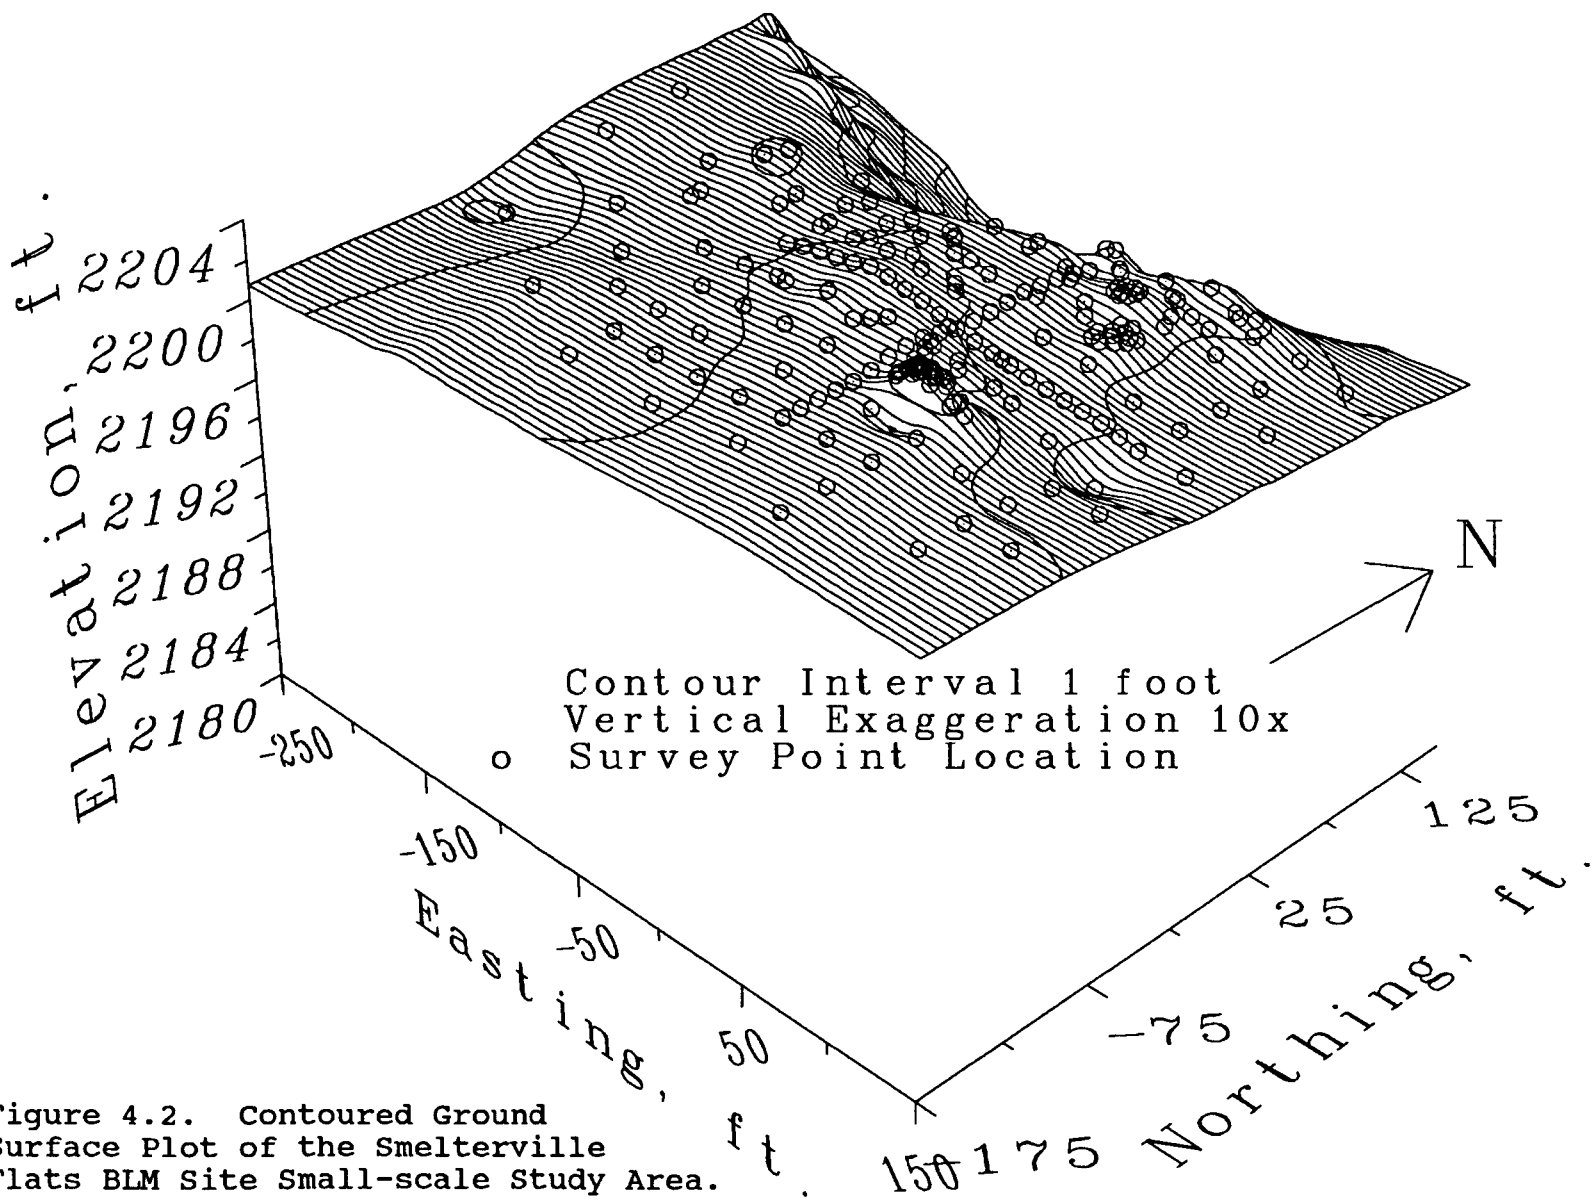 Elevation, ft.
2204
2200
2196
2192
2188
2184
2180
N
Contour Interval 1 foot
Vertical Exaggeration 10x
o Survey Point Location
-250
-150
-50
50
150
Easting, ft.
-175
-75
25
125
Northing, ft.
igure 4.2. Contoured Ground
Surface Plot of the Smelterville
Flats BLM Site Small-scale Study Area.